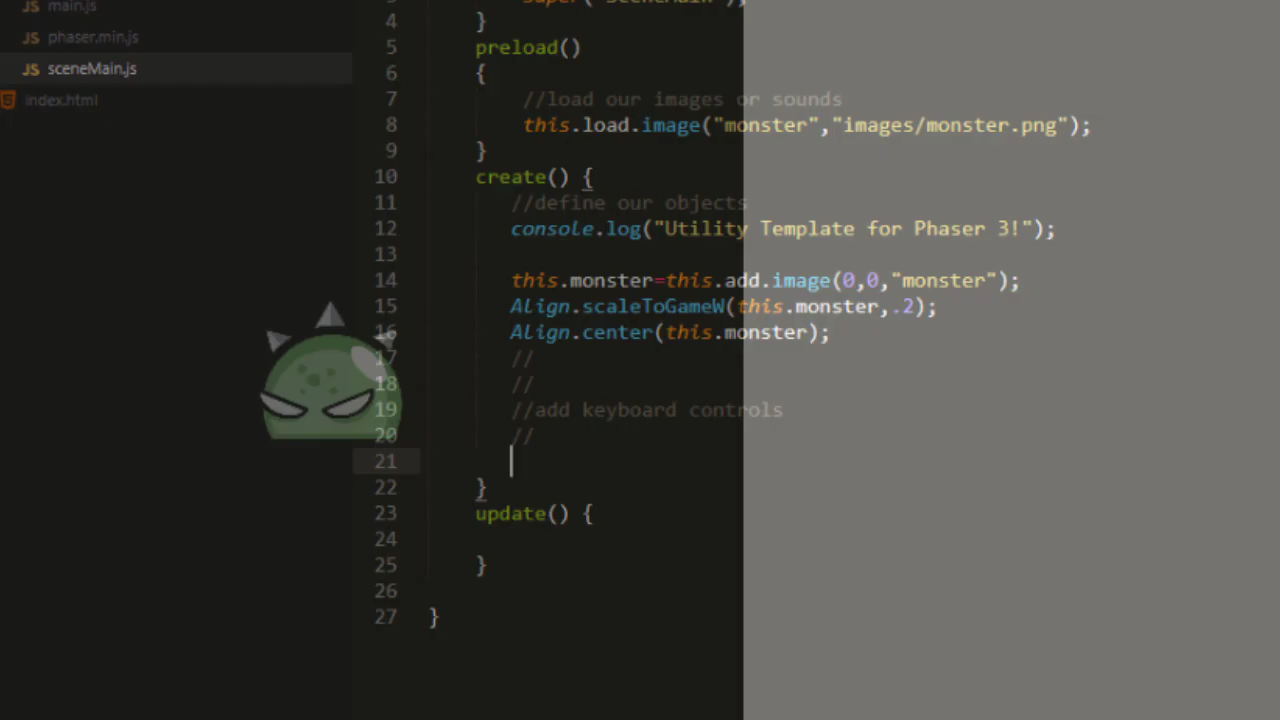 main.js
phaser.min.js
sceneMain.js
index.html
super("SceneMain");
4 }
5 preload()
6 {
7 //load our images or sounds
8 this.load.image("monster","images/monster.png");
9 }
10 create() {
11 //define our objects
12 console.log("Utility Template for Phaser 3!");
13
14 this.monster=this.add.image(0,0,"monster");
15 Align.scaleToGameW(this.monster,.2);
16 Align.center(this.monster);
17 //
18 //
19 //add keyboard controls
20 //
21
22 }
23 update() {
24
25 }
26
27 }